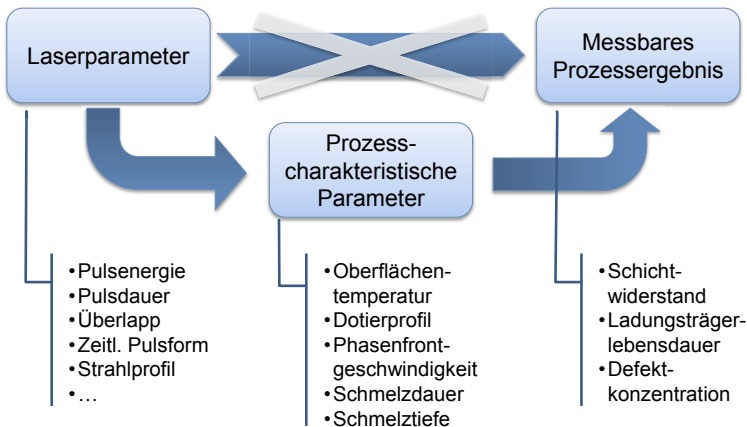 Laserparameter
Messbares
Prozessergebnis
Prozess-
charakteristische
Parameter
•Pulsenergie
•Pulsdauer
•Überlapp
•Zeitl. Pulsform
•Strahlprofil
•…
•Oberflächen-
temperatur
•Dotierprofil
•Phasenfront-
geschwindigkeit
•Schmelzdauer
•Schmelztiefe
•Schicht-
widerstand
•Ladungsträger-
lebensdauer
•Defekt-
konzentration